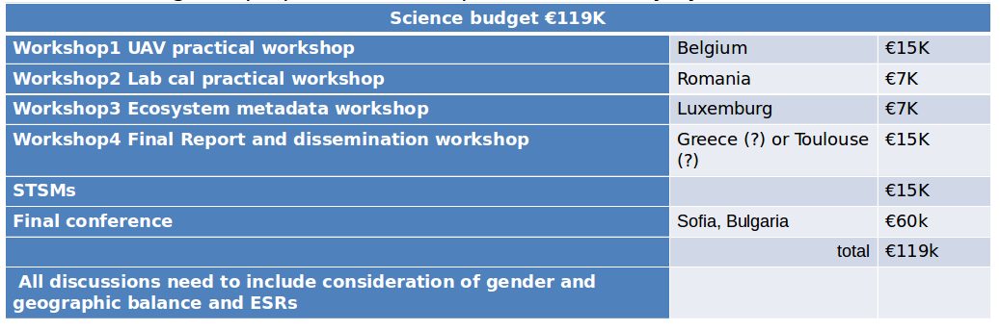 Science budget €119K
Workshop1 UAV practical workshop Belgium €15K
Workshop2 Lab cal practical workshop Romania €7K
Workshop3 Ecosystem metadata workshop Luxemburg €7K
Workshop4 Final Report and dissemination workshop Greece (?) or Toulouse €15K
(?)
STSMs €15K
Final conference Sofia, Bulgaria €60k
total €119k
All discussions need to include consideration of gender and
geographic balance and ESRs